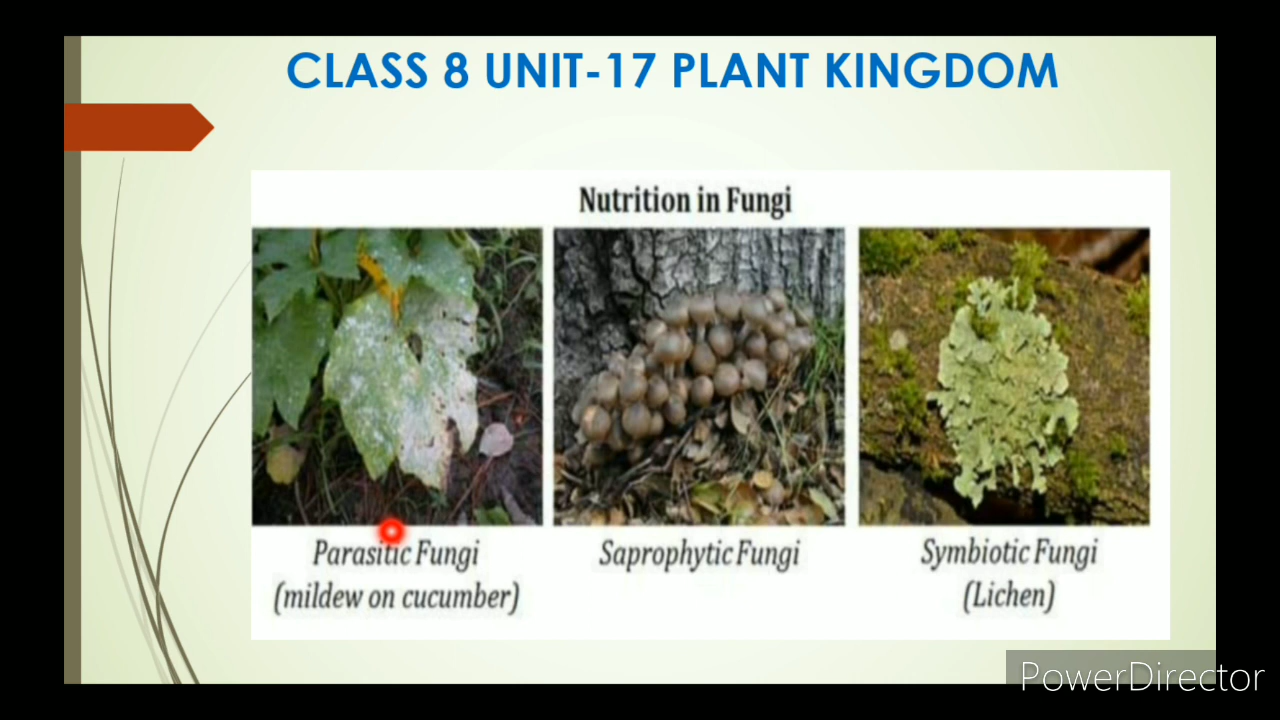 CLASS 8 UNIT-17 PLANT KINGDOM
Nutrition in Fungi
Parasitic Fungi
(mildew on cucumber)
Saprophytic Fungi
Symbiotic Fungi
(Lichen)
PowerDirector